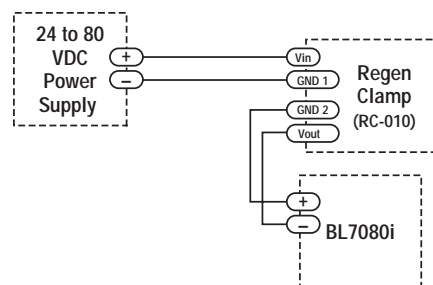 24 to 80
VDC
Power
Supply
+
–
Vin
GND 1
GND 2
Vout
Regen
Clamp
(RC-010)
+
–
BL7080i